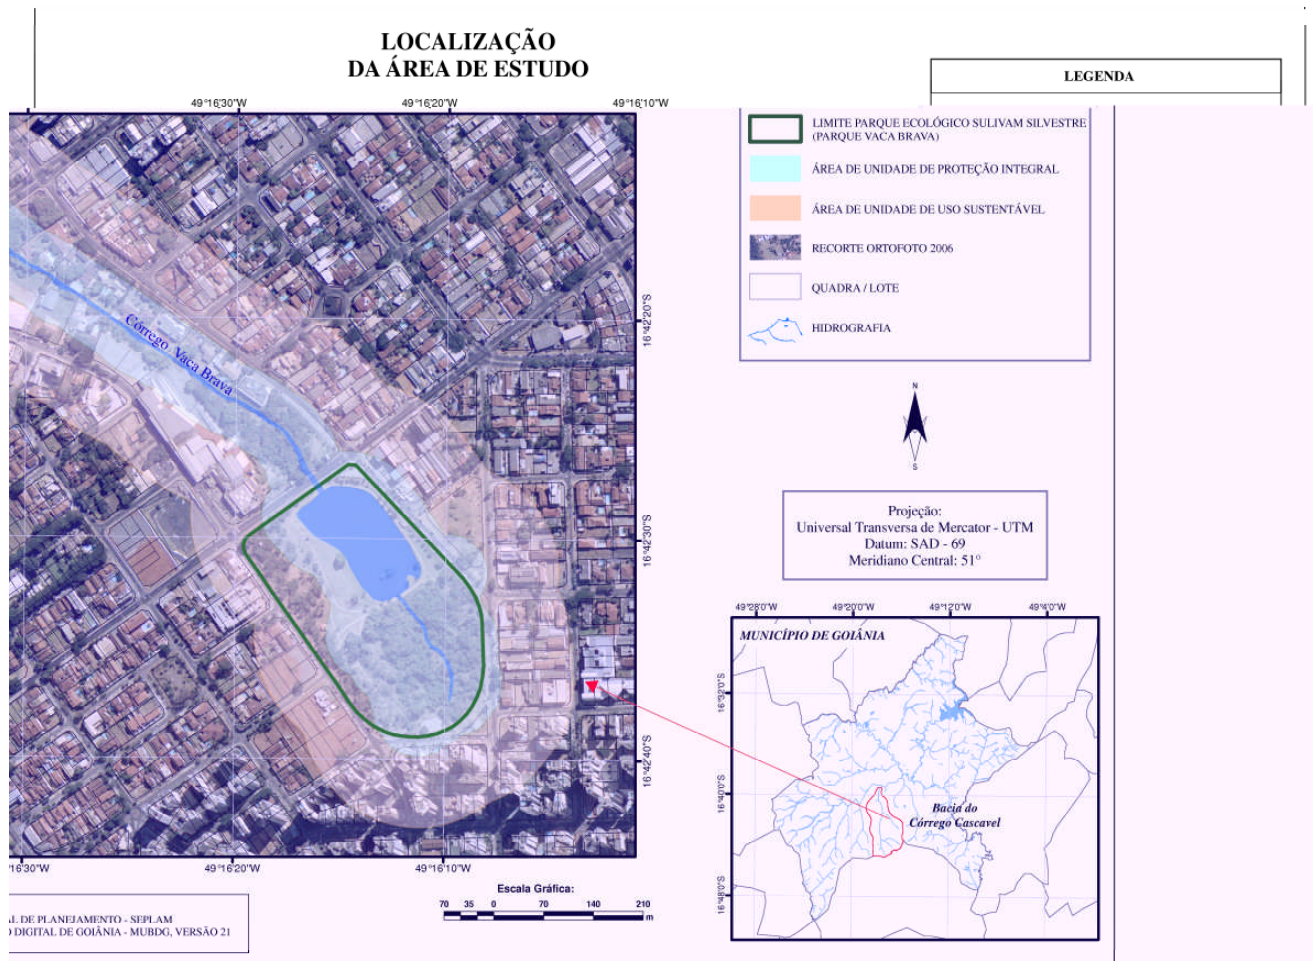 LOCALIZAÇÃO
DA ÁREA DE ESTUDO
LEGENDA
49°16'30"W
49°16'20"W
49°16'10"W
LIMITE PARQUE ECOLÓGICO SULIVAM SILVESTRE
(PARQUE VACA BRAVA)
ÁREA DE UNIDADE DE PROTEÇÃO INTEGRAL
ÁREA DE UNIDADE DE USO SUSTENTÁVEL
RECORTE ORTOFOTO 2006
QUADRA / LOTE
HIDROGRAFIA
Córrego Vaca Brava
16°42'20"S
16°42'30"S
16°42'40"S
N
S
Projeção:
Universal Transversa de Mercator - UTM
Datum: SAD - 69
Meridiano Central: 51°
49°28'0"W
49°20'0"W
49°12'0"W
49°4'0"W
MUNICÍPIO DE GOIÂNIA
16°32'0"S
16°40'0"S
16°48'0"S
Bacia do
Córrego Cascavel
°16'30"W
49°16'20"W
49°16'10"W
Escala Gráfica:
70 35 0 70 140 210
m
AL DE PLANEJAMENTO - SEPLAM
DIGITAL DE GOIÂNIA - MUBDG, VERSÃO 21